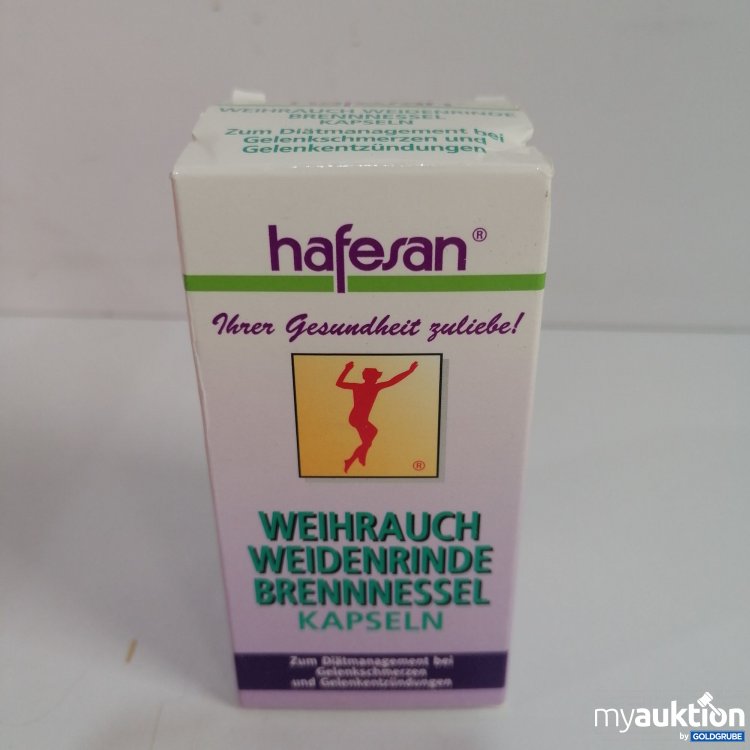 WEIHRAUCH WEIDENRINDE
BRENNNESSEL
KAPSELN
Zum Diätmanagement bei
Gelenkschmerzen und
Gelenkentzündungen
hafesan®
Ihrer Gesundheit zuliebe!
®
WEIHRAUCH
WEIDENRINDE
BRENNNESSEL
KAPSELN
Zum Diätmanagement bei
Gelenkschmerzen
und Gelenkentzündungen
myauktion
by GOLDGRUBE